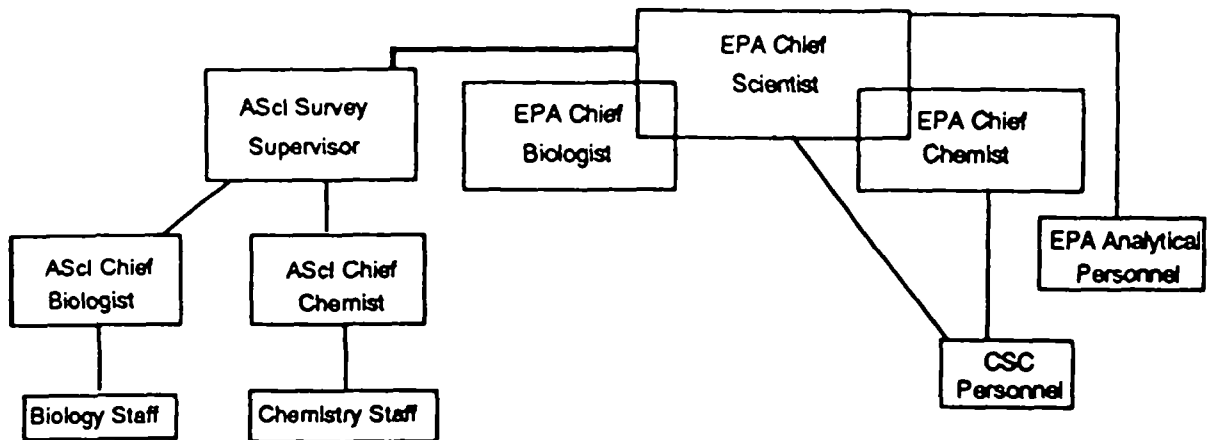 EPA Chief
Scientist
AScI Survey
Supervisor
EPA Chief
Biologist
EPA Chief
Chemist
EPA Analytical
Personnel
AScI Chief
Biologist
AScI Chief
Chemist
CSC
Personnel
Biology Staff
Chemistry Staff